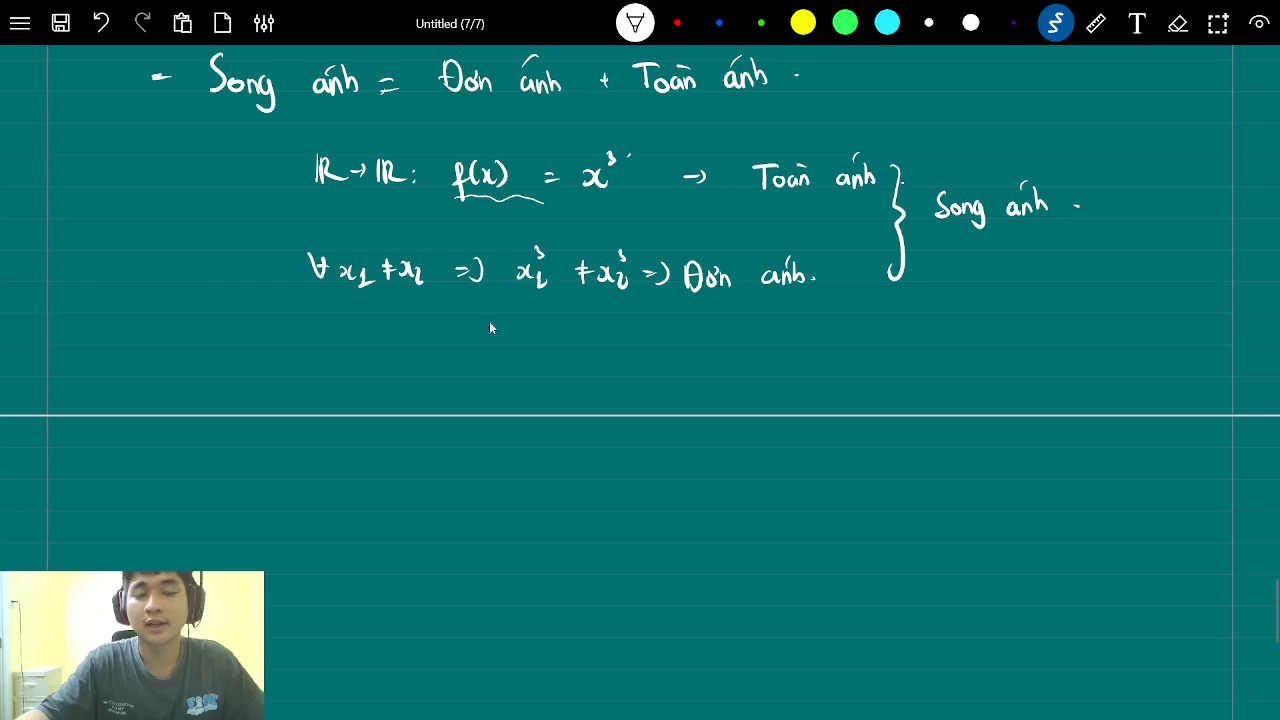 Untitled (7/7)
- Song ánh = Đơn ánh + Toàn ánh.
ℝ→ℝ: f(x) = x³ → Toàn ánh } Song ánh.
∀ x₁ ≠ x₂ => x₁³ ≠ x₂³ => Đơn ánh.